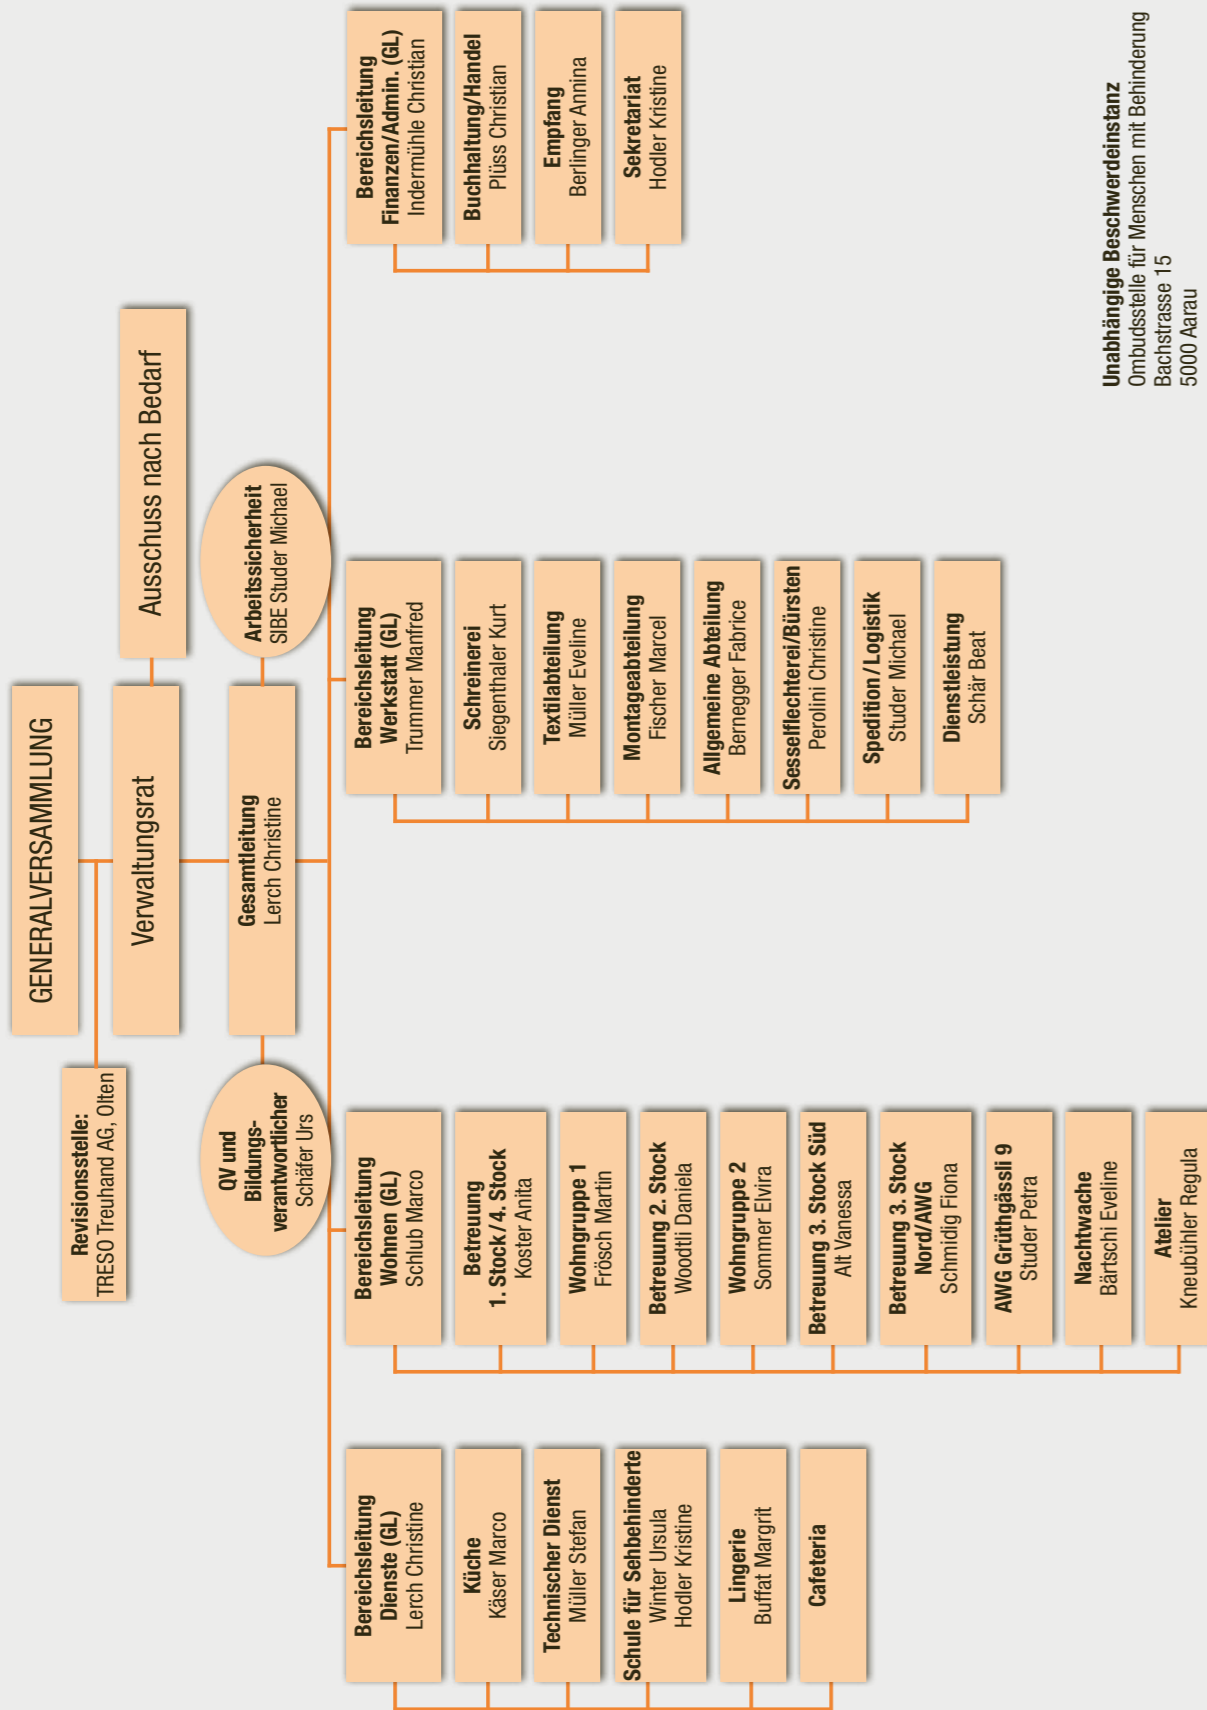 GENERALVERSAMMLUNG
Revisionsstelle:
TRESO Treuhand AG, Olten
Verwaltungsrat
Ausschuss nach Bedarf
QV und
Bildungs-
verantwortlicher
Schäfer Urs
Gesamtleitung
Lerch Christine
Arbeitssicherheit
SIBE Studer Michael
Bereichsleitung
Dienste (GL)
Lerch Christine
Küche
Käser Marco
Technischer Dienst
Müller Stefan
Schule für Sehbehinderte
Winter Ursula
Hodler Kristine
Lingerie
Buffat Margrit
Cafeteria
Bereichsleitung
Wohnen (GL)
Schlub Marco
Betreuung
1. Stock/4. Stock
Koster Anita
Wohngruppe 1
Frösch Martin
Betreuung 2. Stock
Woodtli Daniela
Wohngruppe 2
Sommer Elvira
Betreuung 3. Stock Süd
Alt Vanessa
Betreuung 3. Stock
Nord/AWG
Schmidig Fiona
AWG Grüthgässli 9
Studer Petra
Nachtwache
Bärtschi Eveline
Atelier
Kneubühler Regula
Bereichsleitung
Werkstatt (GL)
Trummer Manfred
Schreinerei
Siegenthaler Kurt
Textilabteilung
Müller Eveline
Montageabteilung
Fischer Marcel
Allgemeine Abteilung
Bernegger Fabrice
Sesselflechterei/Bürsten
Perolini Christine
Spedition/Logistik
Studer Michael
Dienstleistung
Schär Beat
Bereichsleitung
Finanzen/Admin. (GL)
Indermühle Christian
Buchhaltung/Handel
Plüss Christian
Empfang
Berlinger Annina
Sekretariat
Hodler Kristine
Unabhängige Beschwerdeinstanz
Ombudsstelle für Menschen mit Behinderung
Bachstrasse 15
5000 Aarau